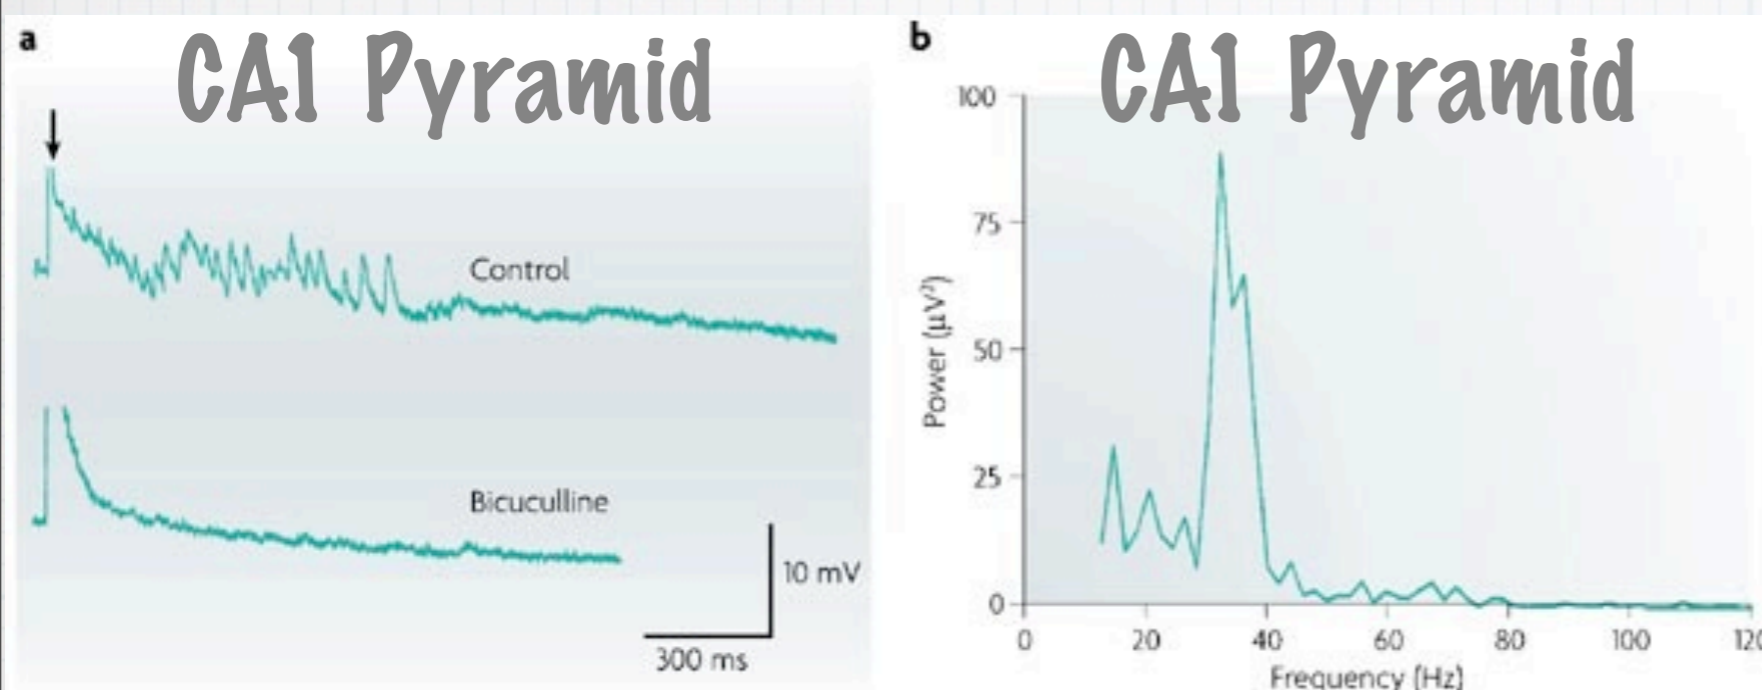 a
CA1 Pyramid
Control
Bicuculline
10 mV
300 ms
b
CA1 Pyramid
100
75
50
25
0
Power (µV²)
0 20 40 60 80 100 120
Frequency (Hz)